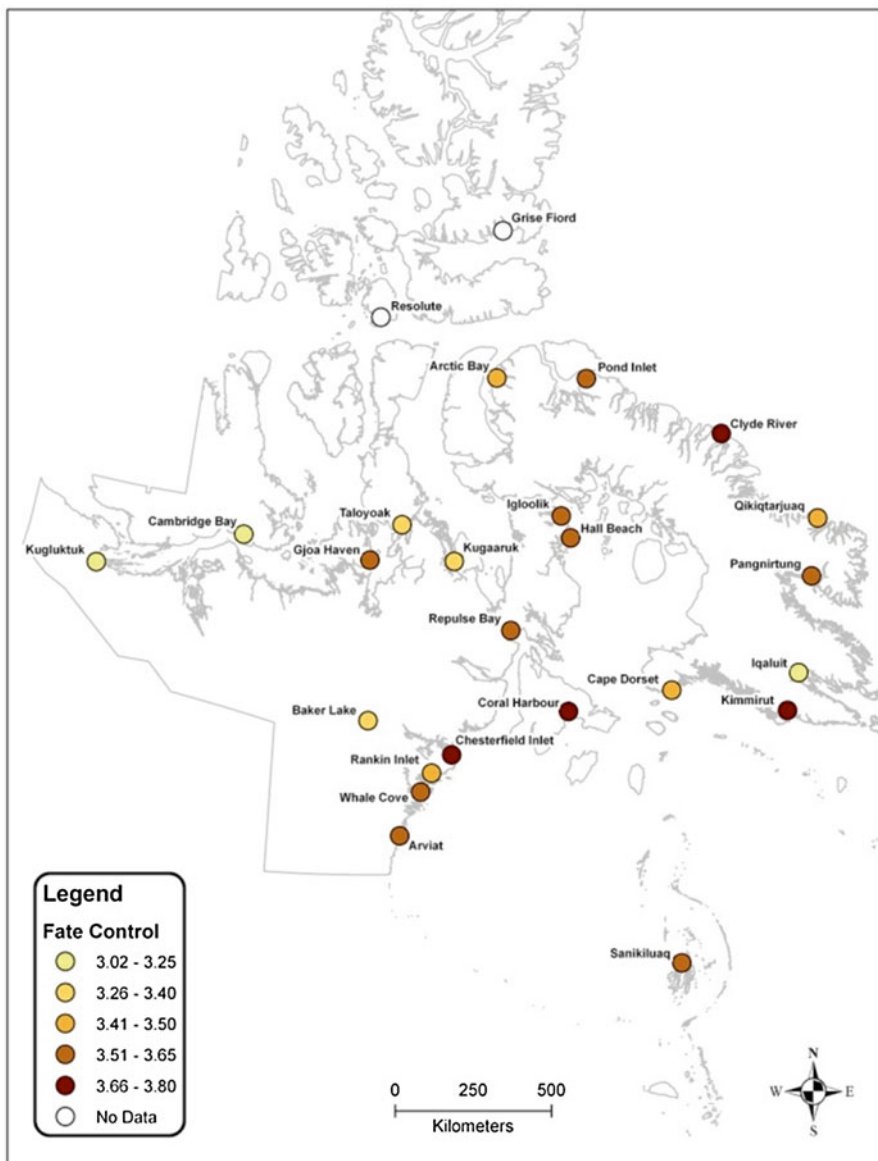 Grise Fiord
Resolute
Arctic Bay
Pond Inlet
Clyde River
Igloolik
Taloyoak
Qikiqtarjuaq
Cambridge Bay
Hall Beach
Kugluktuk
Gjoa Haven
Kugaaruk
Pangnirtung
Repulse Bay
Iqaluit
Cape Dorset
Kimmirut
Coral Harbour
Baker Lake
Chesterfield Inlet
Rankin Inlet
Whale Cove
Arviat
Sanikiluaq
Legend
Fate Control
3.02 - 3.25
3.26 - 3.40
3.41 - 3.50
3.51 - 3.65
3.66 - 3.80
No Data
0 250 500
Kilometers
N
W E
S